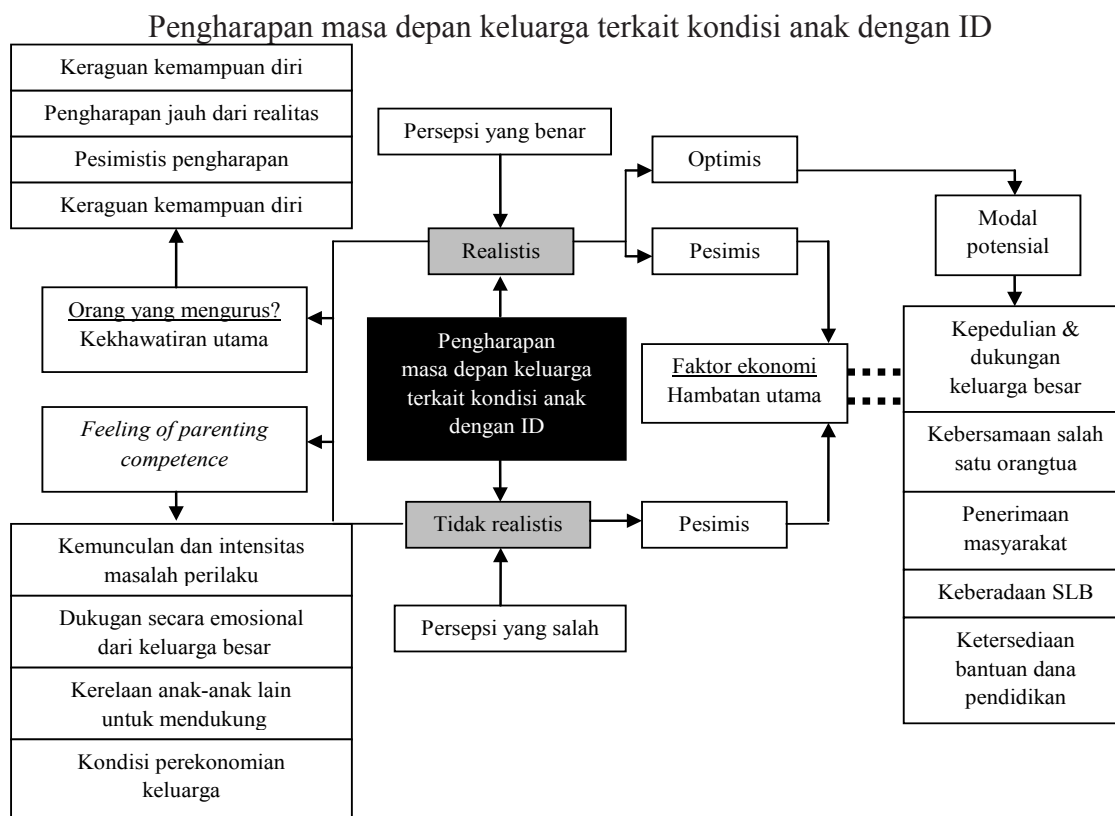 Pengharapan masa depan keluarga terkait kondisi anak dengan ID
Keraguan kemampuan diri
Pengharapan jauh dari realitas
Pesimistis pengharapan
Keraguan kemampuan diri
Orang yang mengurus?
Kekhawatiran utama
Feeling of parenting
competence
Kemunculan dan intensitas
masalah perilaku
Dukugan secara emosional
dari keluarga besar
Kerelaan anak-anak lain
untuk mendukung
Kondisi perekonomian
keluarga
Persepsi yang benar
Realistis
Pengharapan
masa depan keluarga
terkait kondisi anak
dengan ID
Tidak realistis
Persepsi yang salah
Optimis
Pesimis
Faktor ekonomi
Hambatan utama
Pesimis
Modal
potensial
Kepedulian &
dukungan
keluarga besar
Kebersamaan salah
satu orangtua
Penerimaan
masyarakat
Keberadaan SLB
Ketersediaan
bantuan dana
pendidikan